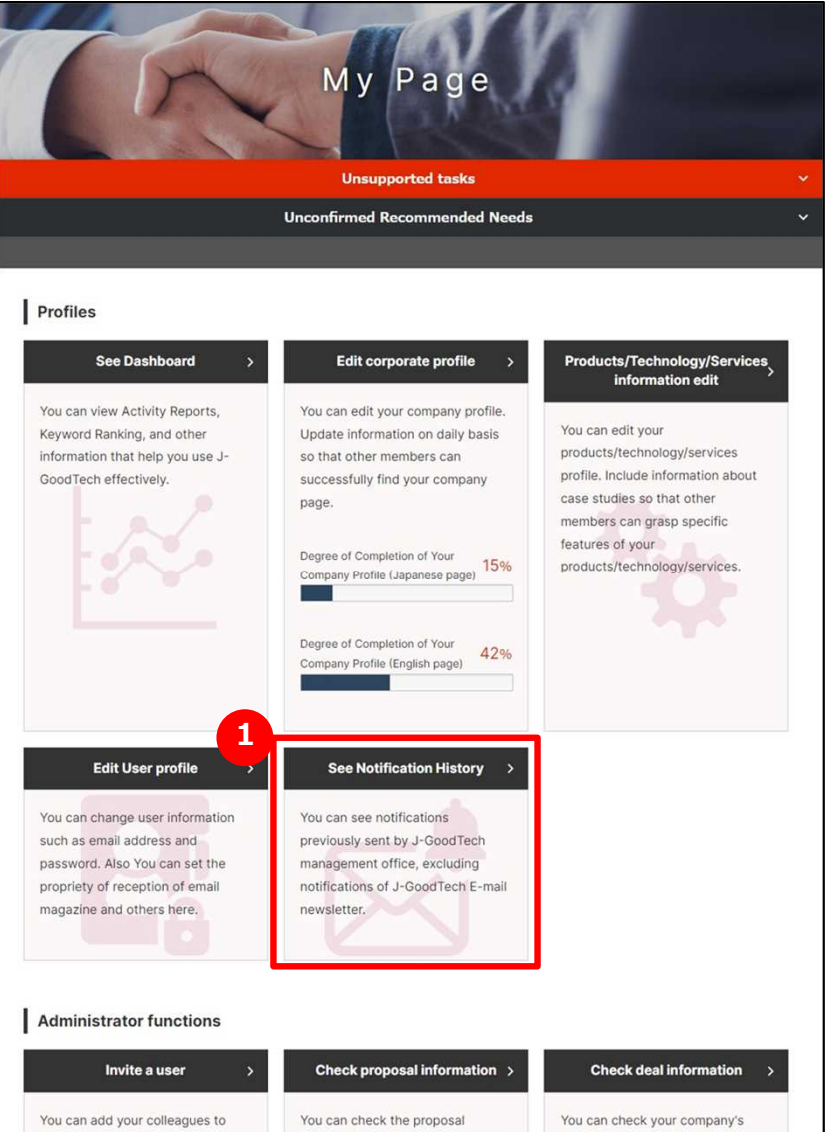 My Page
Unsupported tasks
Unconfirmed Recommended Needs
Profiles
See Dashboard
You can view Activity Reports,
Keyword Ranking, and other
information that help you use J-
GoodTech effectively.
Edit corporate profile
You can edit your company profile.
Update information on daily basis
so that other members can
successfully find your company
page.
Degree of Completion of Your
Company Profile (Japanese page)
15%
Degree of Completion of Your
Company Profile (English page)
42%
Products/Technology/Services
information edit
You can edit your
products/technology/services
profile. Include information about
case studies so that other
members can grasp specific
features of your
products/technology/services.
1
Edit User profile
You can change user information
such as email address and
password. Also You can set the
propriety of reception of email
magazine and others here.
See Notification History
You can see notifications
previously sent by J-GoodTech
management office, excluding
notifications of J-GoodTech E-mail
newsletter.
Administrator functions
Invite a user
You can add your colleagues to
Check proposal information
You can check the proposal
Check deal information
You can check your company's